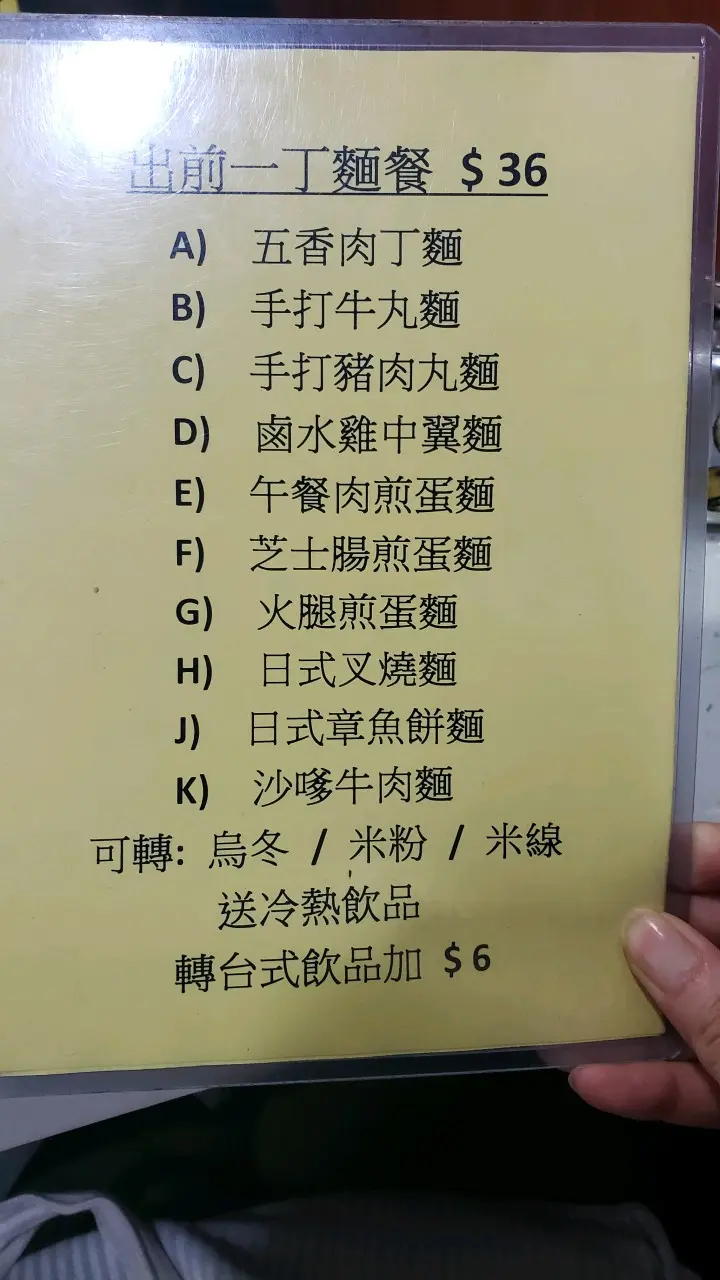 出前一丁麵餐 $ 36
A) 五香肉丁麵
B) 手打牛丸麵
C) 手打豬肉丸麵
D) 鹵水雞中翼麵
E) 午餐肉煎蛋麵
F) 芝士腸煎蛋麵
G) 火腿煎蛋麵
H) 日式叉燒麵
J) 日式章魚餅麵
K) 沙嗲牛肉麵
可轉: 烏冬 / 米粉 / 米線
送冷熱飲品
轉台式飲品加 $ 6